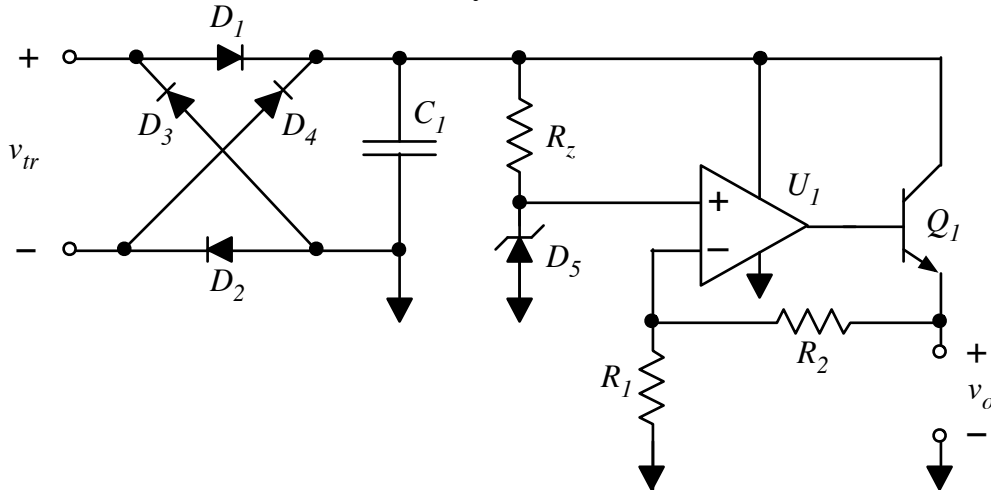 D1
+
D3
D4
C1
vtr
Rz
+
U1
−
Q1
−
D2
D5
R2
+
R1
vo
−